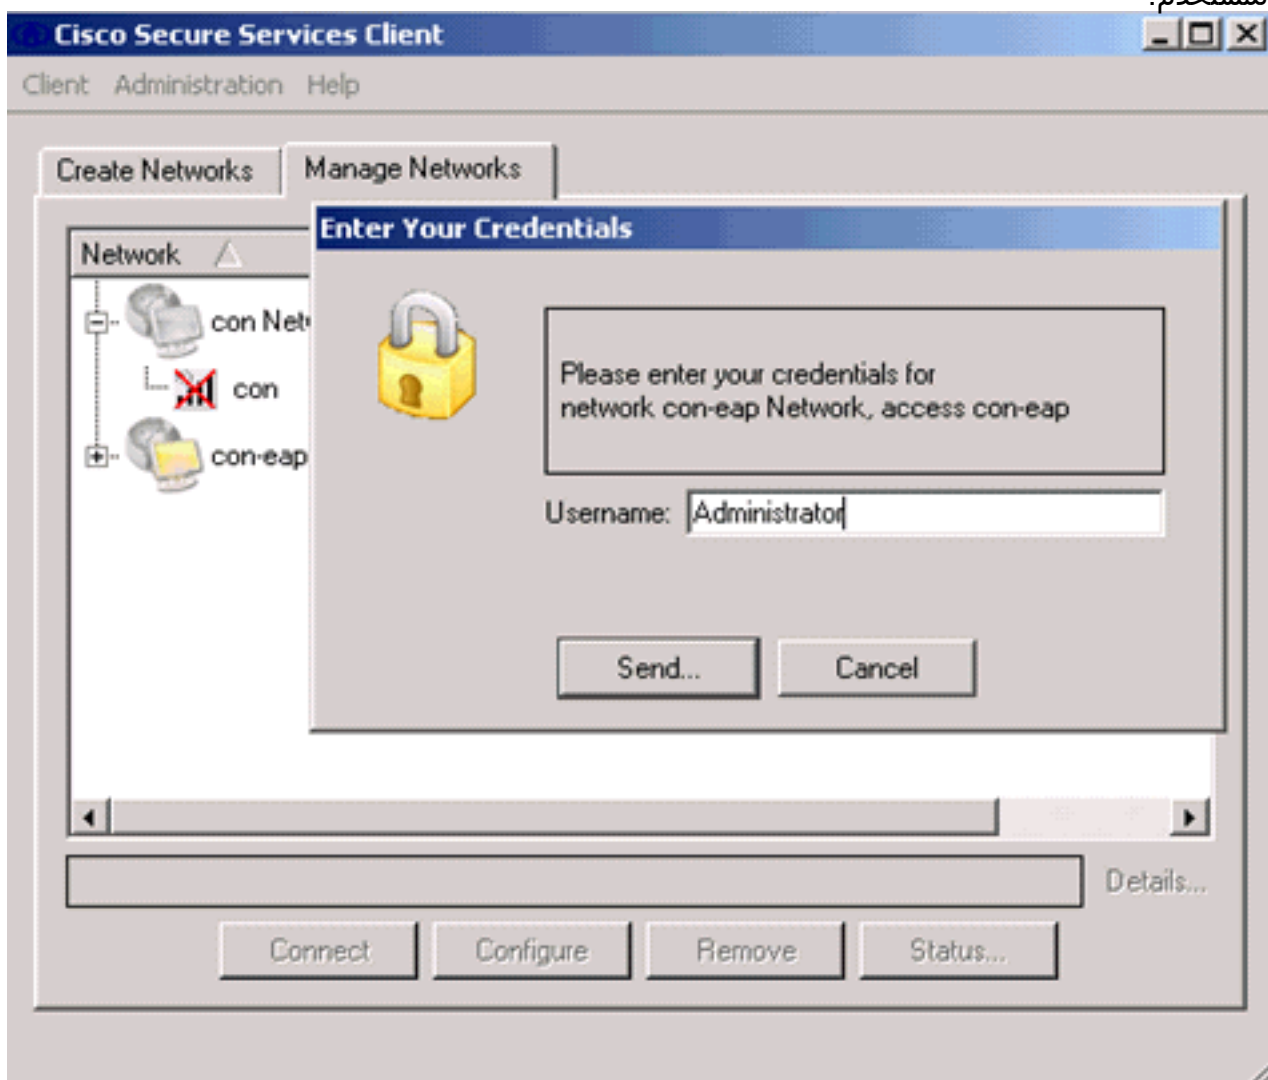 للمستخدم:
Cisco Secure Services Client
Client Administration Help
Create Networks Manage Networks
Enter Your Credentials
Network
con Net
con
con-eap
Please enter your credentials for
network con-eap Network, access con-eap
Username: Administrator
Send... Cancel
Details...
Connect Configure Remove Status...